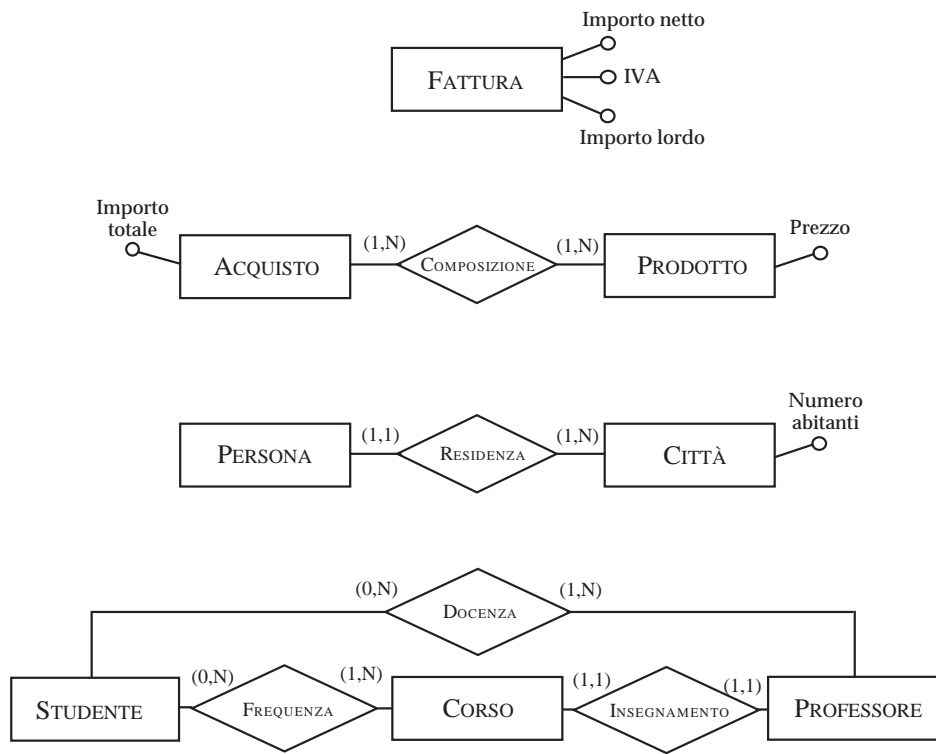 Importo netto
FATTURA
IVA
Importo lordo
Importo
totale
(1,N)
(1,N)
Prezzo
ACQUISTO
COMPOSIZIONE
PRODOTTO
Numero
abitanti
(1,1)
(1,N)
PERSONA
RESIDENZA
CITTÀ
(0,N)
(1,N)
DOCENZA
(0,N)
(1,N)
(1,1)
(1,1)
STUDENTE
FREQUENZA
CORSO
INSEGNAMENTO
PROFESSORE